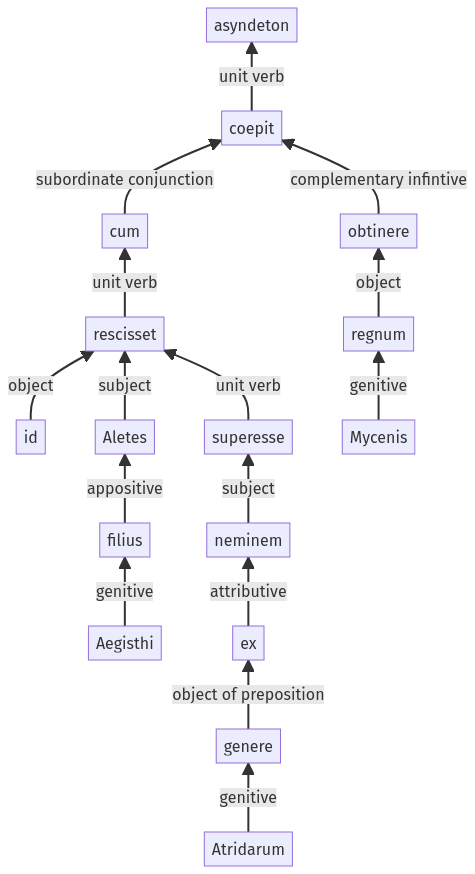 asyndeton
unit verb
coepit
subordinate conjunction complementary infintive
cum obtinere
unit verb object
rescisset regnum
object subject unit verb genitive
id Aletes superesse Mycenis
appositive subject
filius neminem
genitive attributive
Aegisthi ex
object of preposition
genere
genitive
Atridarum